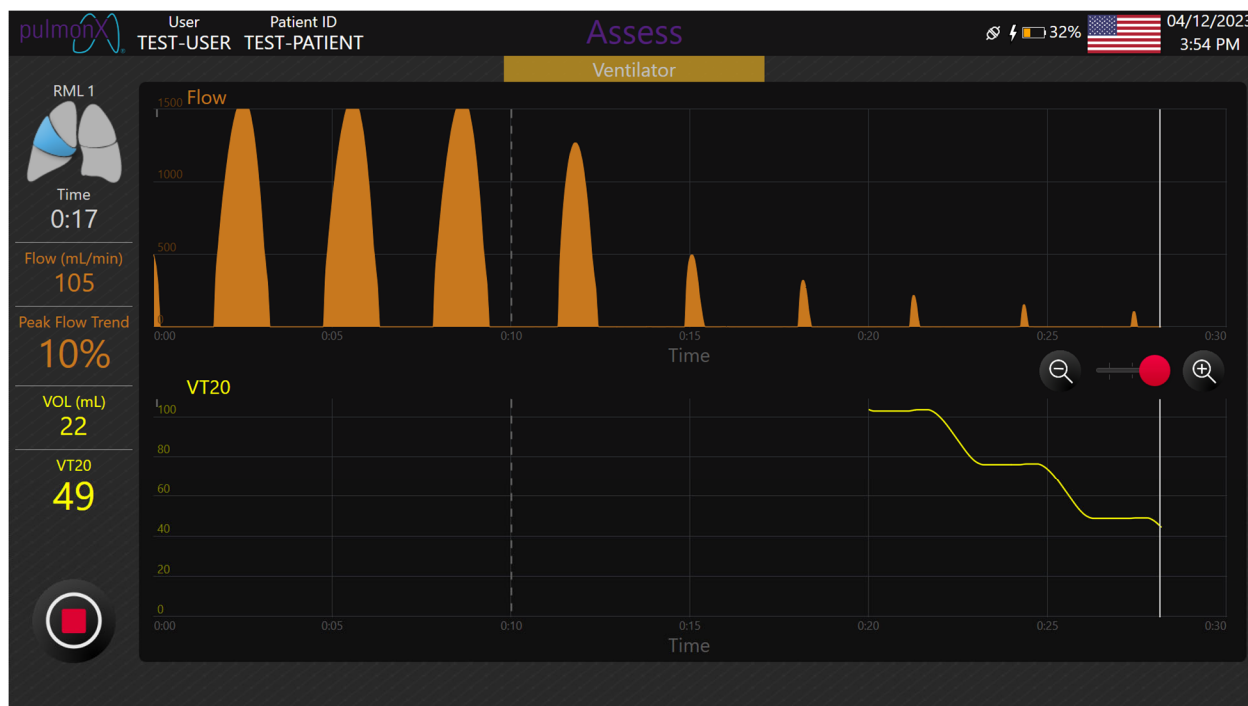 pulmonX
User
TEST-USER
Patient ID
TEST-PATIENT
Assess
32%
04/12/2023
3:54 PM
Ventilator
RML 1
Time
0:17
Flow (mL/min)
105
Peak Flow Trend
10%
VOL (mL)
22
VT20
49
Flow
1500
1000
500
0
0:00 0:05 0:10 0:15 0:20 0:25 0:30
Time
VT20
100
80
60
40
20
0
0:00 0:05 0:10 0:15 0:20 0:25 0:30
Time